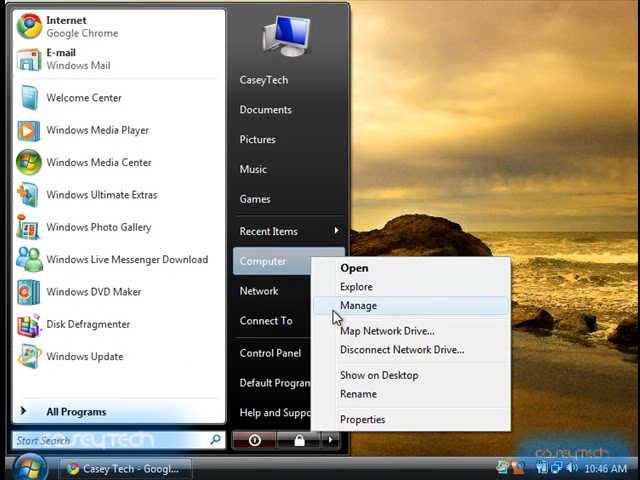 Internet
Google Chrome
E-mail
Windows Mail
Welcome Center
Windows Media Player
Windows Media Center
Windows Ultimate Extras
Windows Photo Gallery
Windows Live Messenger Download
Windows DVD Maker
Disk Defragmenter
Windows Update
All Programs
Start Search
CaseyTech
CaseyTech
Documents
Pictures
Music
Games
Recent Items
Computer
Network
Connect To
Control Panel
Default Program
Help and Suppo
Open
Explore
Manage
Map Network Drive...
Disconnect Network Drive...
Show on Desktop
Rename
Properties
CaseyTech
Casey Tech - Googl...
10:46 AM